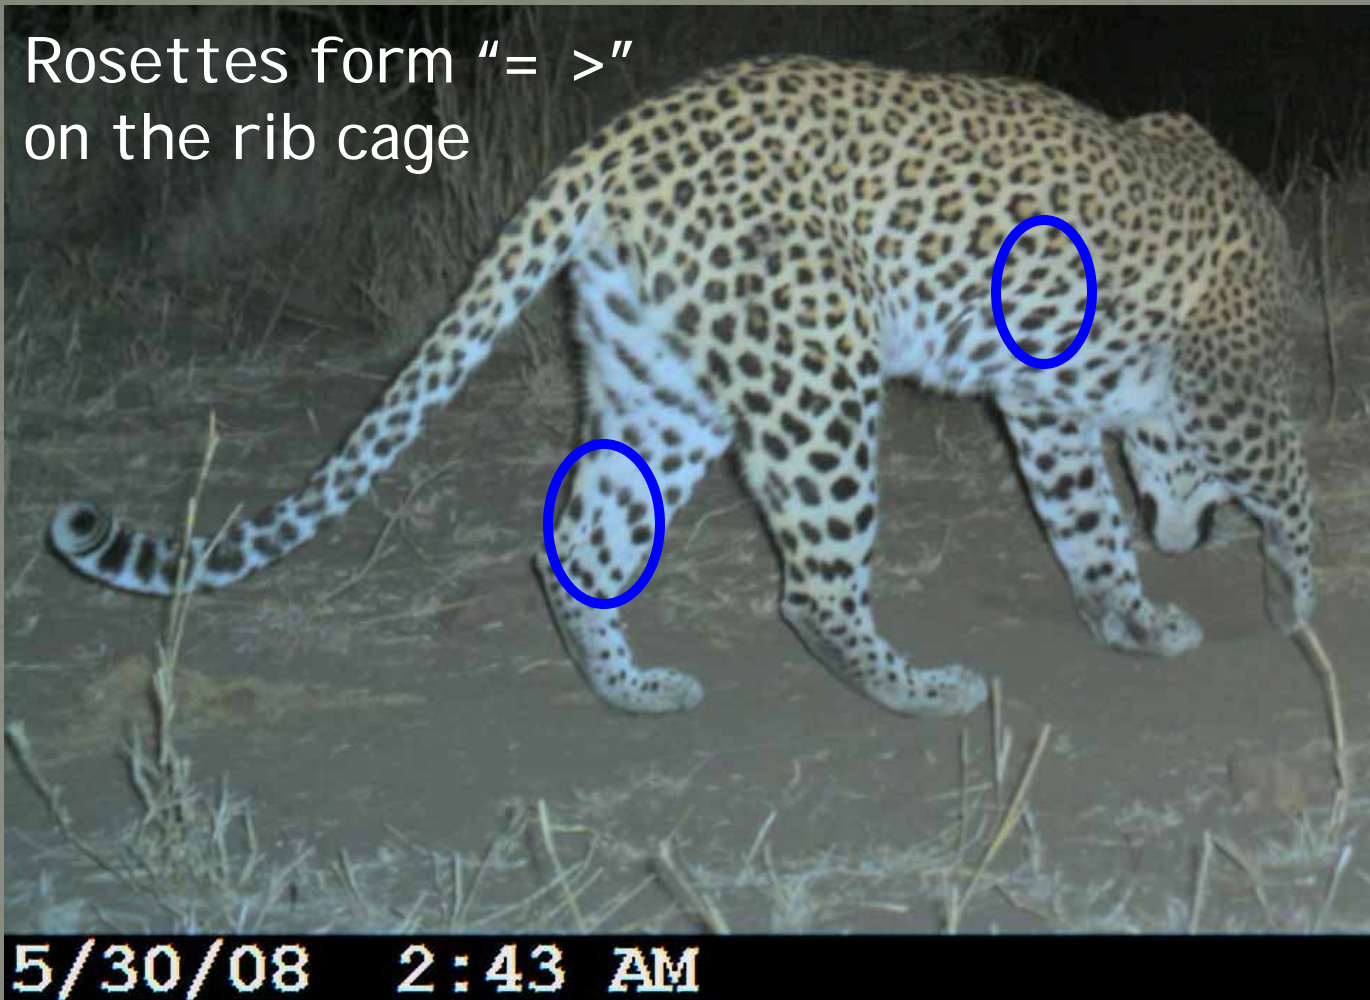 Rosettes form “= >”
on the rib cage
5/30/08 2:43 AM